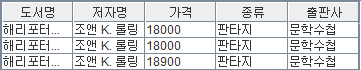 도서명 저자명 가격 종류 출판사
해리포터... 조앤 K. 롤링 18000 판타지 문학수첩
해리포터... 조앤 K. 롤링 18000 판타지 문학수첩
해리포터... 조앤 K. 롤링 18900 판타지 문학수첩